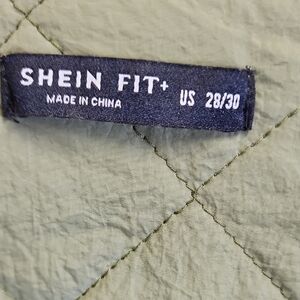 SHEIN FIT+
MADE IN CHINA
US 28/30